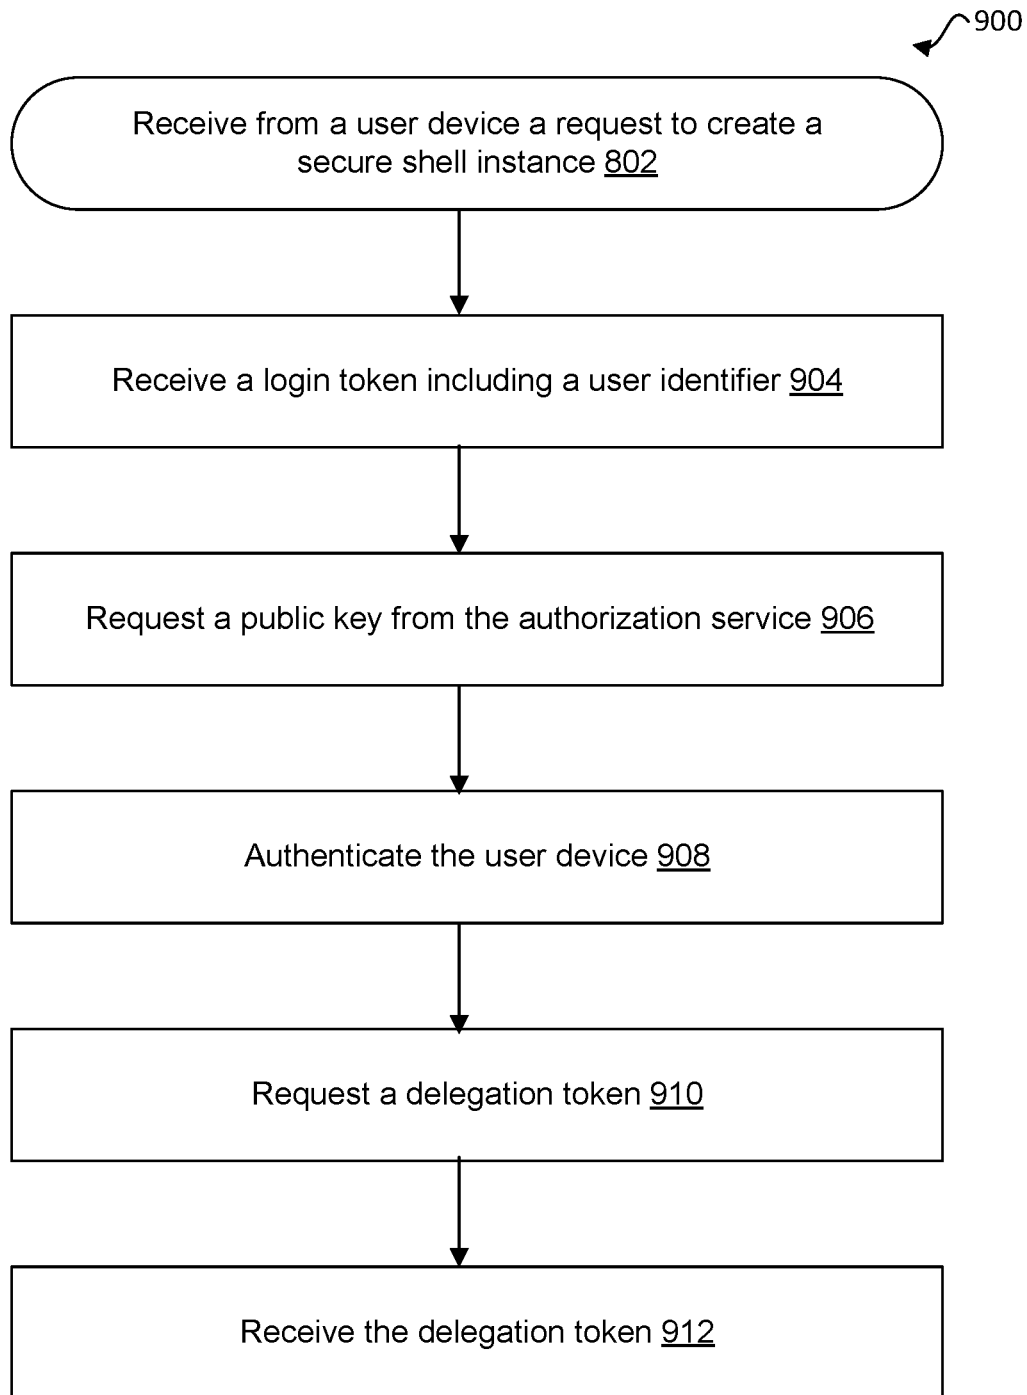 900
Receive from a user device a request to create a
secure shell instance 802
Receive a login token including a user identifier 904
Request a public key from the authorization service 906
Authenticate the user device 908
Request a delegation token 910
Receive the delegation token 912